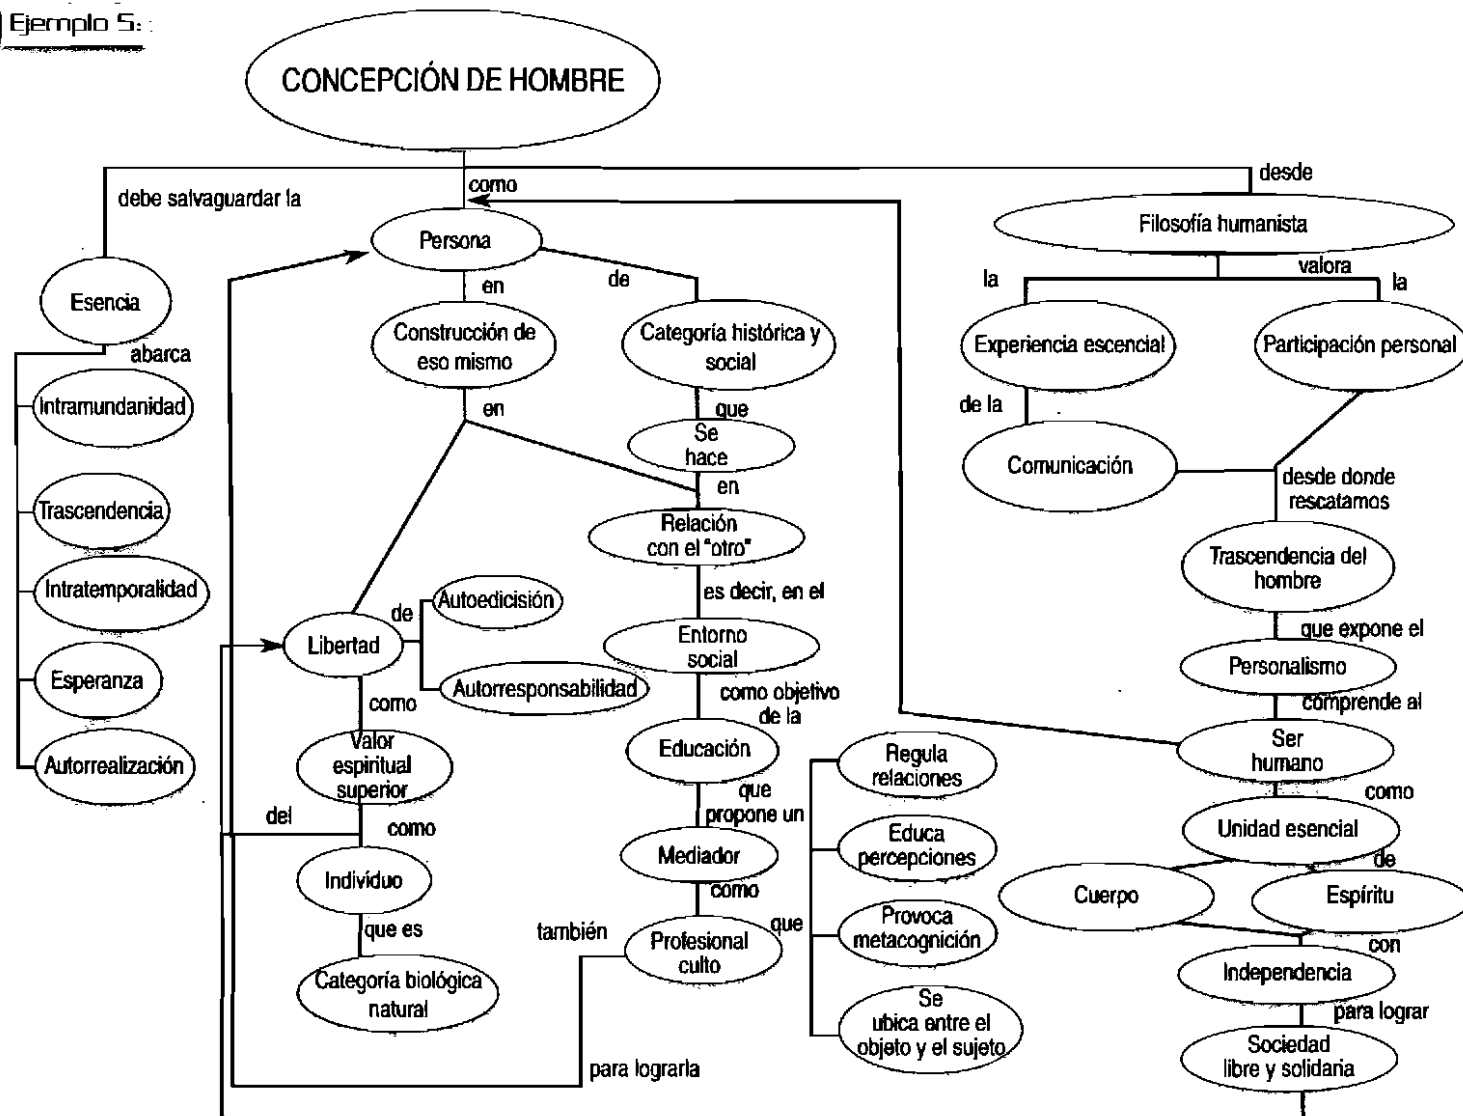 Ejemplo 5:
CONCEPCIÓN DE HOMBRE
debe salvaguardar la
como
desde
Esencia
abarca
Intramundanidad
Trascendencia
Intratemporalidad
Esperanza
Autorrealización
Persona
en
de
Construcción de
eso mismo
Categoría histórica y
social
en
que
Se
hace
en
Relación
con el "otro"
es decir, en el
Entorno
social
como objetivo
de la
Educación
que
propone un
Mediador
como
Profesional
culto
también
para lograrla
que
Regula
relaciones
Educa
percepciones
Provoca
metacognición
Se
ubica entre el
objeto y el sujeto
Libertad
de
Autoedicisión
Autorresponsabilidad
como
Valor
espiritual
superior
del
como
Indivíduo
que es
Categoría biológica
natural
Filosofía humanista
valora
la
la
Experiencia escencial
Participación personal
de la
Comunicación
desde donde
rescatamos
Trascendencia del
hombre
que expone el
Personalismo
comprende al
Ser
humano
como
Unidad esencial
de
Cuerpo
Espíritu
con
Independencia
para lograr
Sociedad
libre y solidaria